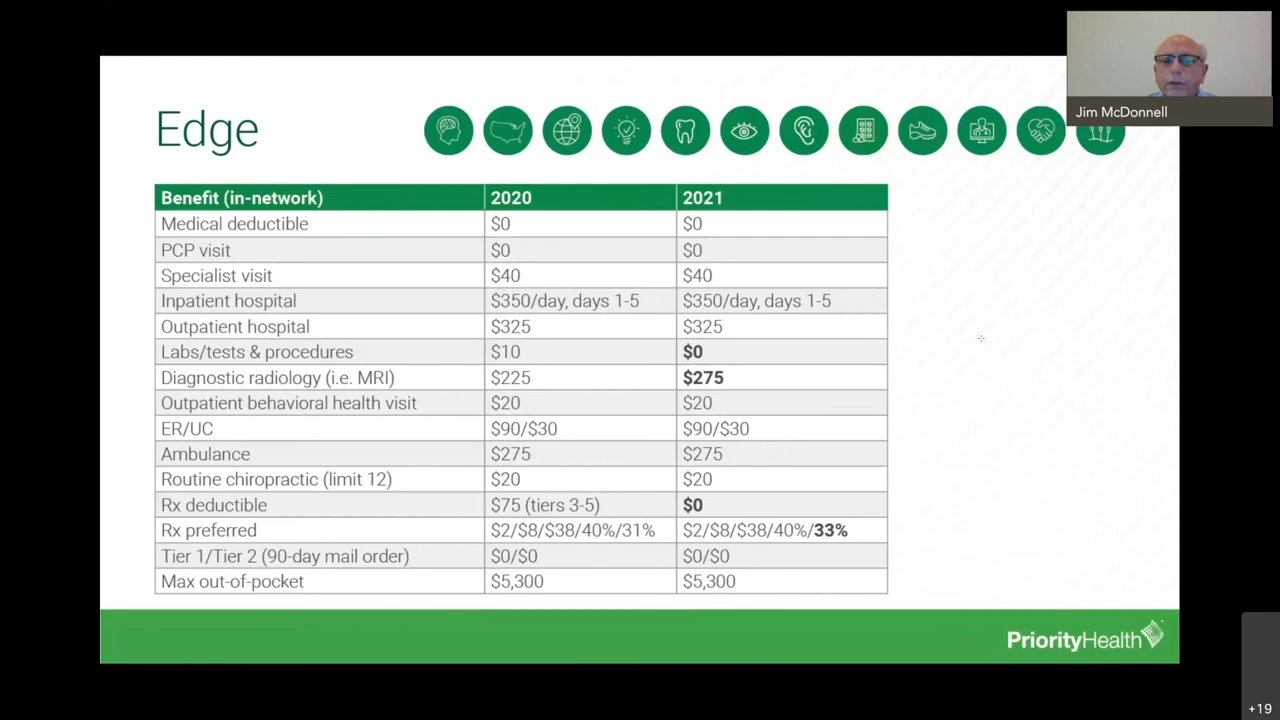 Jim McDonnell
Edge
Benefit (in-network) 2020 2021
Medical deductible $0 $0
PCP visit $0 $0
Specialist visit $40 $40
Inpatient hospital $350/day, days 1-5 $350/day, days 1-5
Outpatient hospital $325 $325
Labs/tests & procedures $10 $0
Diagnostic radiology (i.e. MRI) $225 $275
Outpatient behavioral health visit $20 $20
ER/UC $90/$30 $90/$30
Ambulance $275 $275
Routine chiropractic (limit 12) $20 $20
Rx deductible $75 (tiers 3-5) $0
Rx preferred $2/$8/$38/40%/31% $2/$8/$38/40%/33%
Tier 1/Tier 2 (90-day mail order) $0/$0 $0/$0
Max out-of-pocket $5,300 $5,300
PriorityHealth
+19